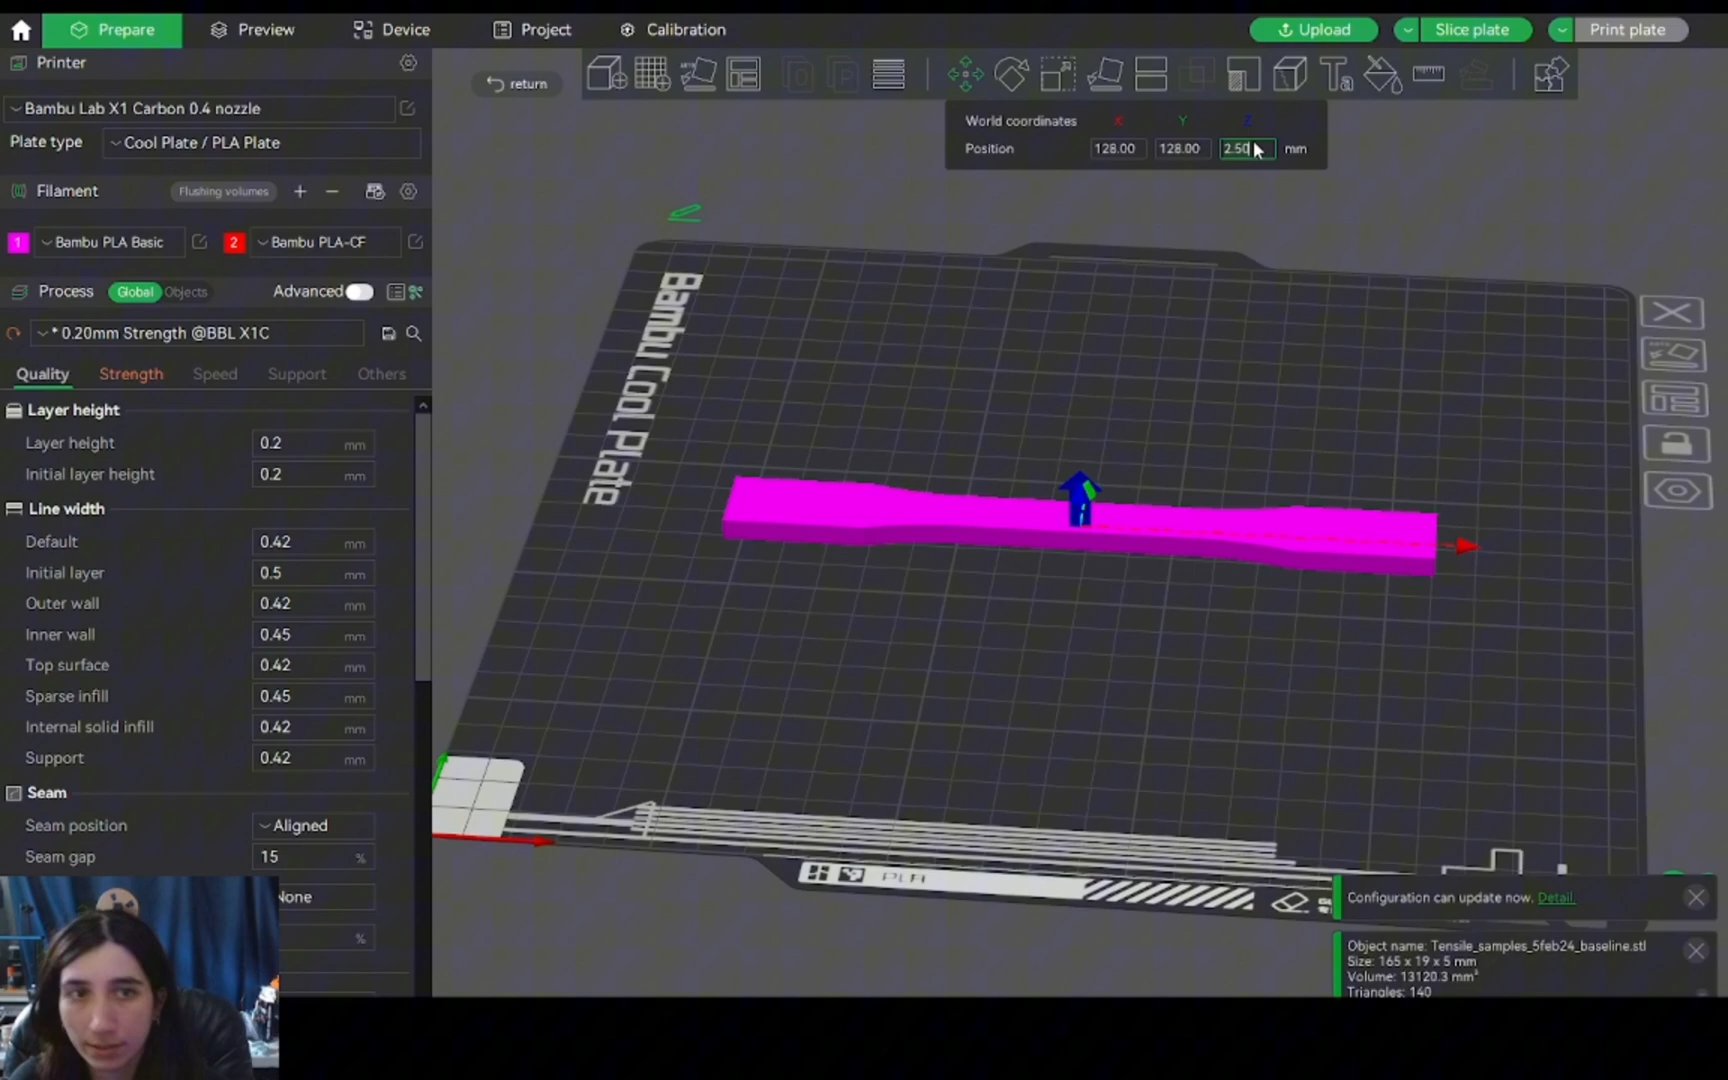 Prepare
Preview
Device
Project
Calibration
Upload
Slice plate
Print plate
Printer
return
World coordinates X Y Z
Position 128.00 128.00 2.50 mm
Bambu Lab X1 Carbon 0.4 nozzle
Plate type Cool Plate / PLA Plate
Filament Flushing volumes
1 Bambu PLA Basic 2 Bambu PLA-CF
Process Global Objects Advanced
* 0.20mm Strength @BBL X1C
Quality Strength Speed Support Others
Layer height
Layer height 0.2 mm
Initial layer height 0.2 mm
Line width
Default 0.42 mm
Initial layer 0.5 mm
Outer wall 0.42 mm
Inner wall 0.45 mm
Top surface 0.42 mm
Sparse infill 0.45 mm
Internal solid infill 0.42 mm
Support 0.42 mm
Seam
Seam position Aligned
Seam gap 15 %
None
%
Bambu Cool Plate
PLA
Configuration can update now. Detail.
Object name: Tensile_samples_5feb24_baseline.stl
Size: 165 x 19 x 5 mm
Volume: 13120.3 mm³
Triangles: 140